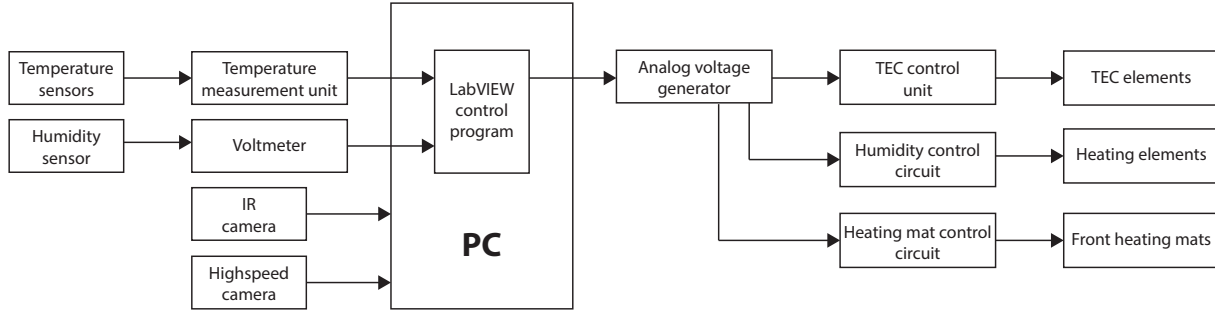 Temperature
sensors
Temperature
measurement unit
LabVIEW
control
program
Analog voltage
generator
TEC control
unit
TEC elements
Humidity
sensor
Voltmeter
Humidity control
circuit
Heating elements
IR
camera
PC
Heating mat control
circuit
Front heating mats
Highspeed
camera